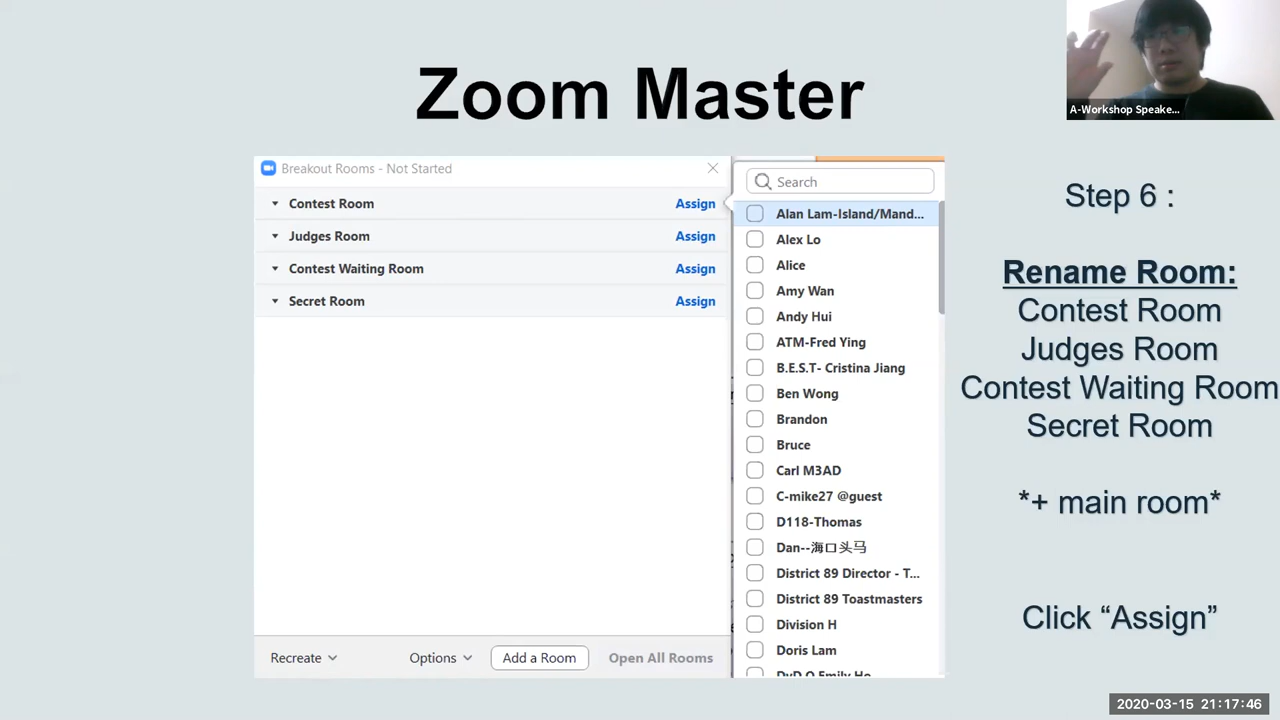 Zoom Master
A-Workshop Speake...
Breakout Rooms - Not Started
Contest Room Assign
Judges Room Assign
Contest Waiting Room Assign
Secret Room Assign
Recreate Options Add a Room Open All Rooms
Search
Alan Lam-Island/Mand...
Alex Lo
Alice
Amy Wan
Andy Hui
ATM-Fred Ying
B.E.S.T- Cristina Jiang
Ben Wong
Brandon
Bruce
Carl M3AD
C-mike27 @guest
D118-Thomas
Dan--海口头马
District 89 Director - T...
District 89 Toastmasters
Division H
Doris Lam
Step 6 :
Rename Room:
Contest Room
Judges Room
Contest Waiting Room
Secret Room
*+ main room*
Click “Assign”
2020-03-15 21:17:46